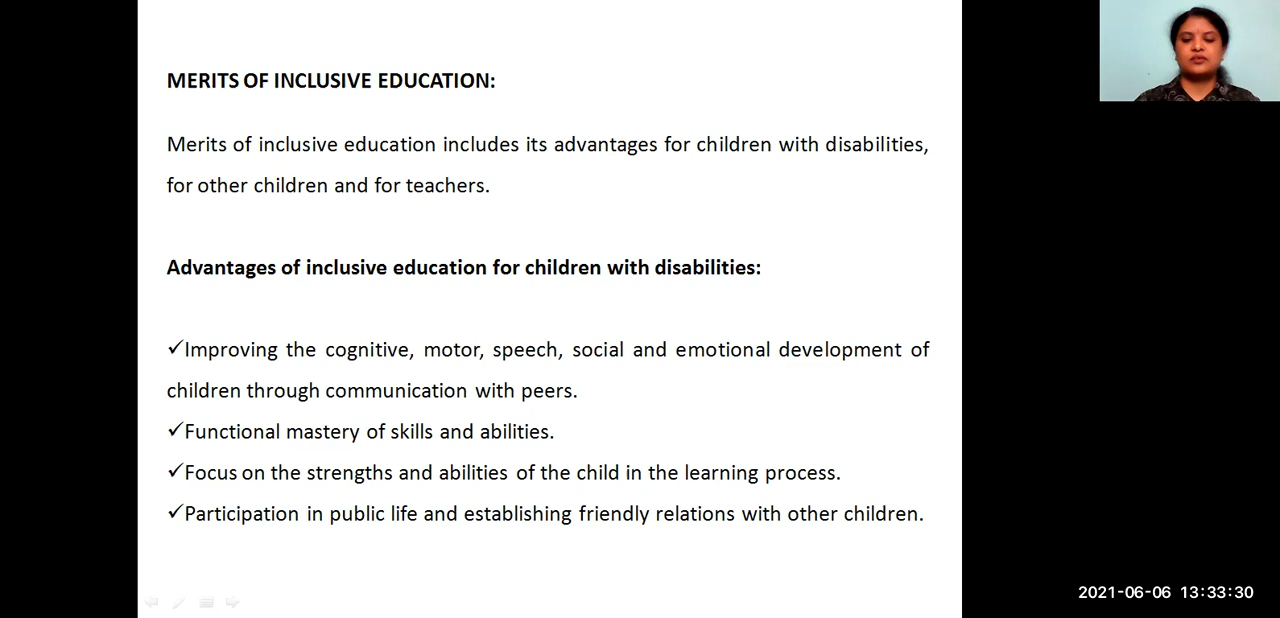 MERITS OF INCLUSIVE EDUCATION:
Merits of inclusive education includes its advantages for children with disabilities,
for other children and for teachers.
Advantages of inclusive education for children with disabilities:
✓Improving the cognitive, motor, speech, social and emotional development of
children through communication with peers.
✓Functional mastery of skills and abilities.
✓Focus on the strengths and abilities of the child in the learning process.
✓Participation in public life and establishing friendly relations with other children.
2021-06-06 13:33:30